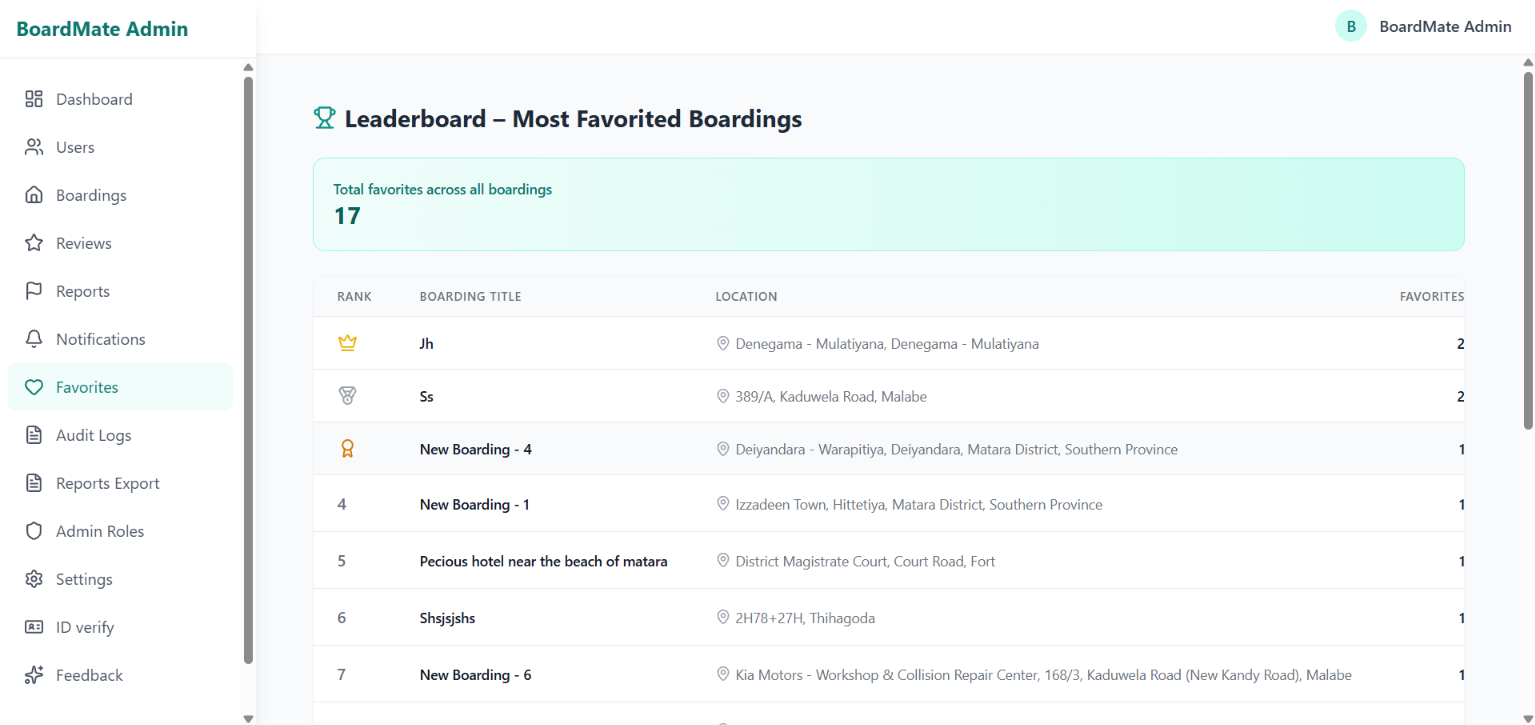 BoardMate Admin
B BoardMate Admin
Dashboard
Users
Boardings
Reviews
Reports
Notifications
Favorites
Audit Logs
Reports Export
Admin Roles
Settings
ID verify
Feedback
Leaderboard – Most Favorited Boardings
Total favorites across all boardings
17
RANK BOARDING TITLE LOCATION FAVORITES
Jh Denegama - Mulatiyana, Denegama - Mulatiyana 2
Ss 389/A, Kaduwela Road, Malabe 2
New Boarding - 4 Deiyandara - Warapitiya, Deiyandara, Matara District, Southern Province 1
4 New Boarding - 1 Izzadeen Town, Hittetiya, Matara District, Southern Province 1
5 Pecious hotel near the beach of matara District Magistrate Court, Court Road, Fort 1
6 Shsjsjshs 2H78+27H, Thihagoda 1
7 New Boarding - 6 Kia Motors - Workshop & Collision Repair Center, 168/3, Kaduwela Road (New Kandy Road), Malabe 1